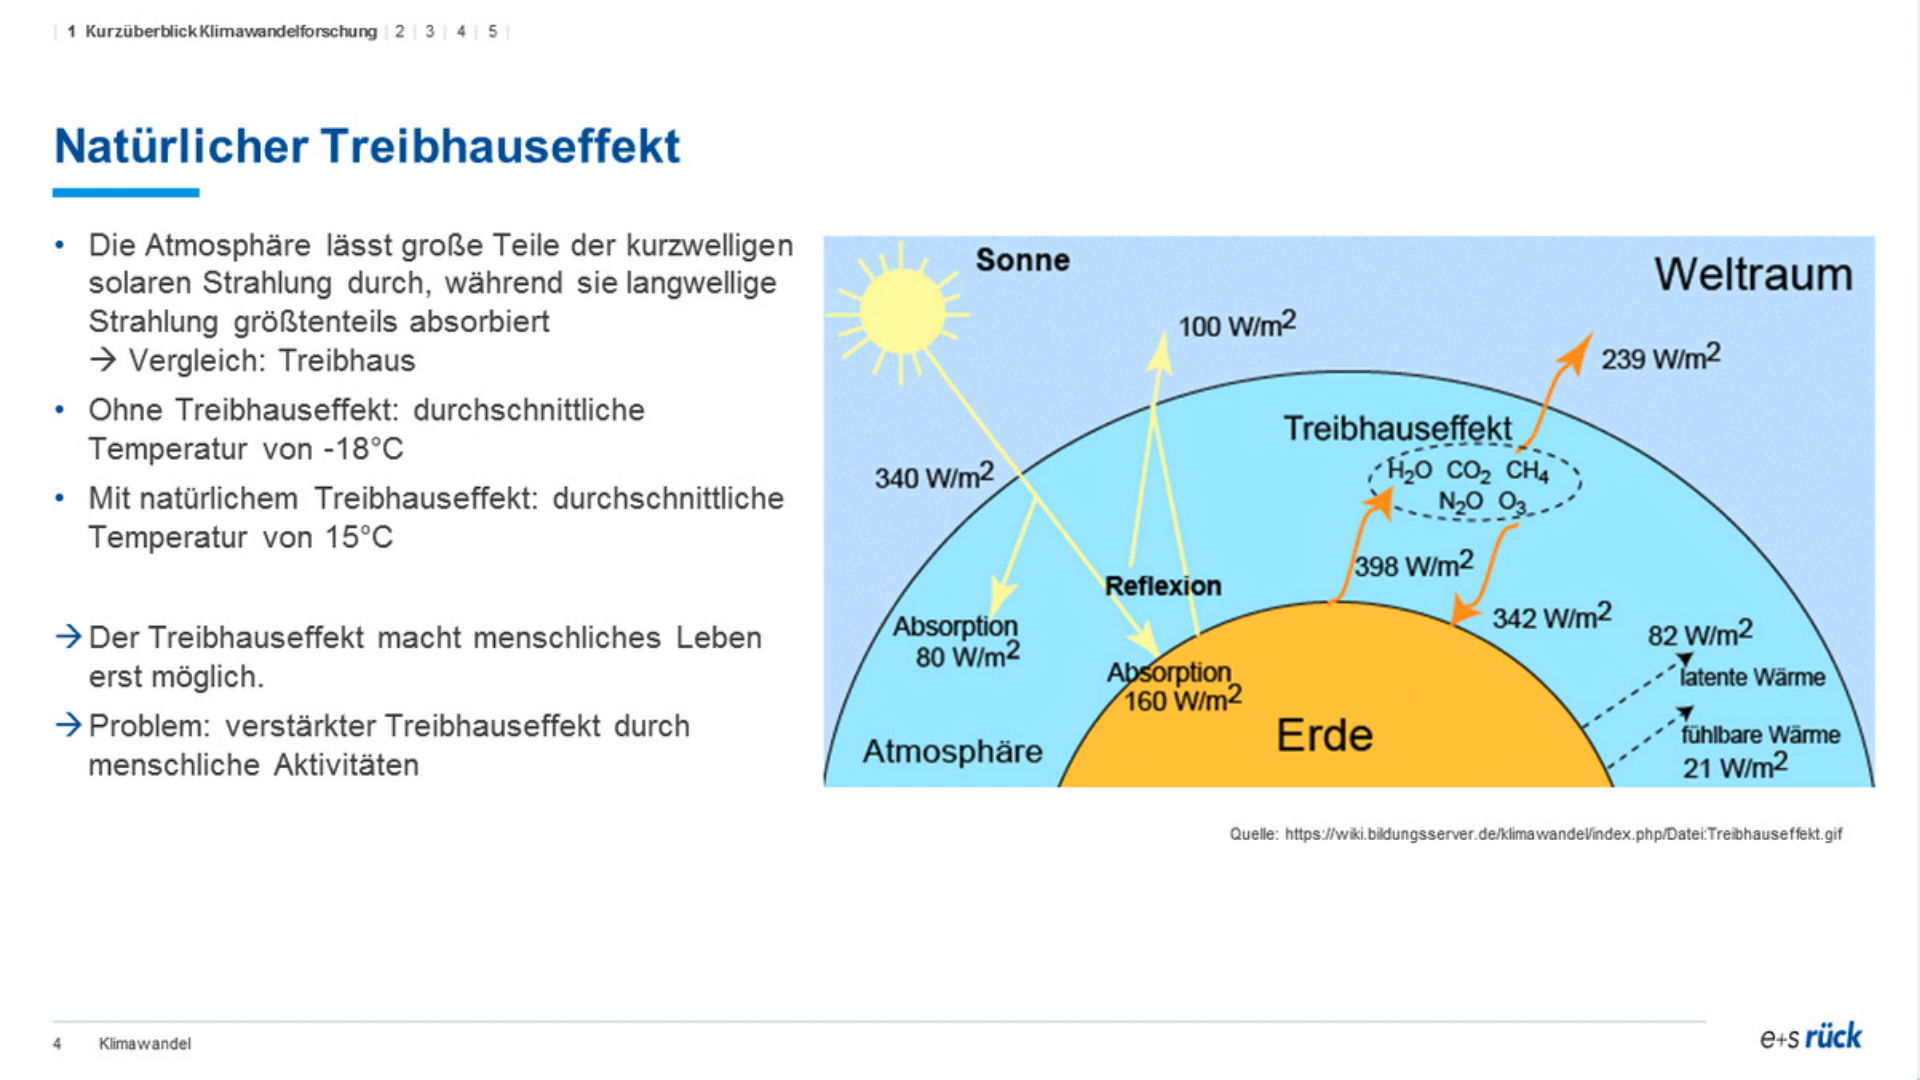 1 Kurzüberblick Klimawandelforschung | 2 | 3 | 4 | 5 |
Natürlicher Treibhauseffekt
• Die Atmosphäre lässt große Teile der kurzwelligen
solaren Strahlung durch, während sie langwellige
Strahlung größtenteils absorbiert
→ Vergleich: Treibhaus
• Ohne Treibhauseffekt: durchschnittliche
Temperatur von -18°C
• Mit natürlichem Treibhauseffekt: durchschnittliche
Temperatur von 15°C
→ Der Treibhauseffekt macht menschliches Leben
erst möglich.
→ Problem: verstärkter Treibhauseffekt durch
menschliche Aktivitäten
Sonne
Weltraum
100 W/m2
239 W/m2
Treibhauseffekt
340 W/m2
H2O CO2 CH4
N2O O3
398 W/m2
Reflexion
342 W/m2
Absorption
80 W/m2
82 W/m2
latente Wärme
Absorption
160 W/m2
Erde
Atmosphäre
fühlbare Wärme
21 W/m2
Quelle: https://wiki.bildungsserver.de/klimawandel/index.php/Datei:Treibhauseffekt.gif
4 Klimawandel
e+s rück